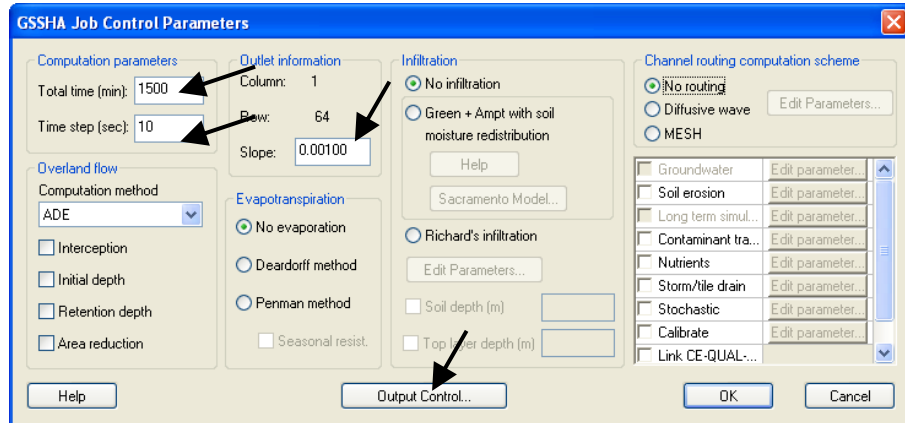 GSSHA Job Control Parameters
Computation parameters
Total time (min): 1500
Time step (sec): 10
Overland flow
Computation method
ADE
Interception
Initial depth
Retention depth
Area reduction
Outlet information
Column: 1
Row: 64
Slope: 0.00100
Evapotranspiration
No evaporation
Deardorff method
Penman method
Seasonal resist.
Infiltration
No infiltration
Green + Ampt with soil
moisture redistribution
Help
Sacramento Model...
Richard's infiltration
Edit Parameters...
Soil depth (m)
Top layer depth (m)
Channel routing computation scheme
No routing
Diffusive wave
Edit Parameters...
MESH
Groundwater Edit parameter...
Soil erosion Edit parameter...
Long term simul... Edit parameter...
Contaminant tra... Edit parameter...
Nutrients Edit parameter...
Storm/tile drain Edit parameter...
Stochastic Edit parameter...
Calibrate Edit parameter...
Link CE-QUAL-...
Help
Output Control...
OK
Cancel